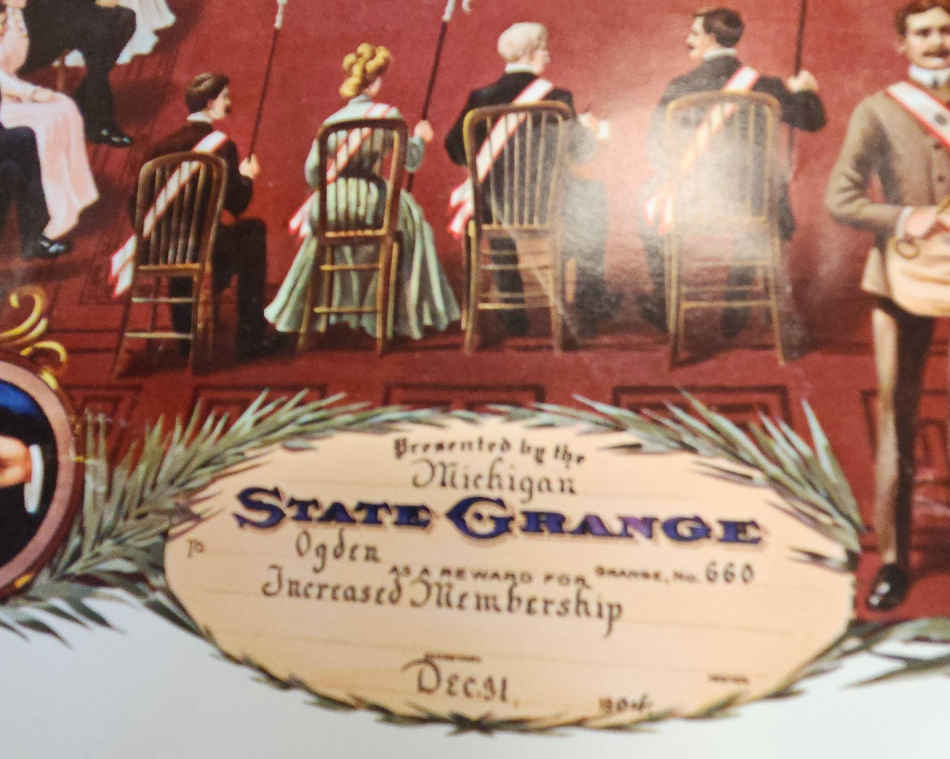 Presented by the
Michigan
STATE GRANGE
To Ogden GRANGE, No. 660
AS A REWARD FOR
Increased Membership
Dec. 31,